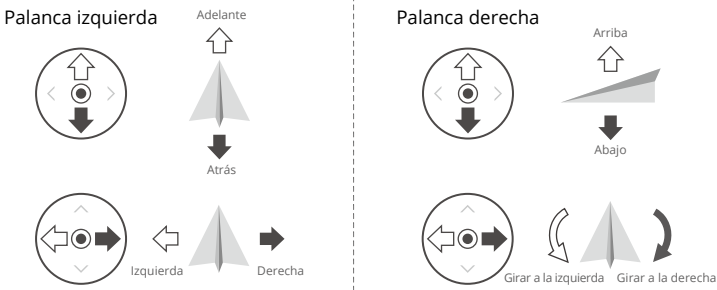 Palanca izquierda
Adelante
Atrás
Izquierda
Derecha
Palanca derecha
Arriba
Abajo
Girar a la izquierda
Girar a la derecha